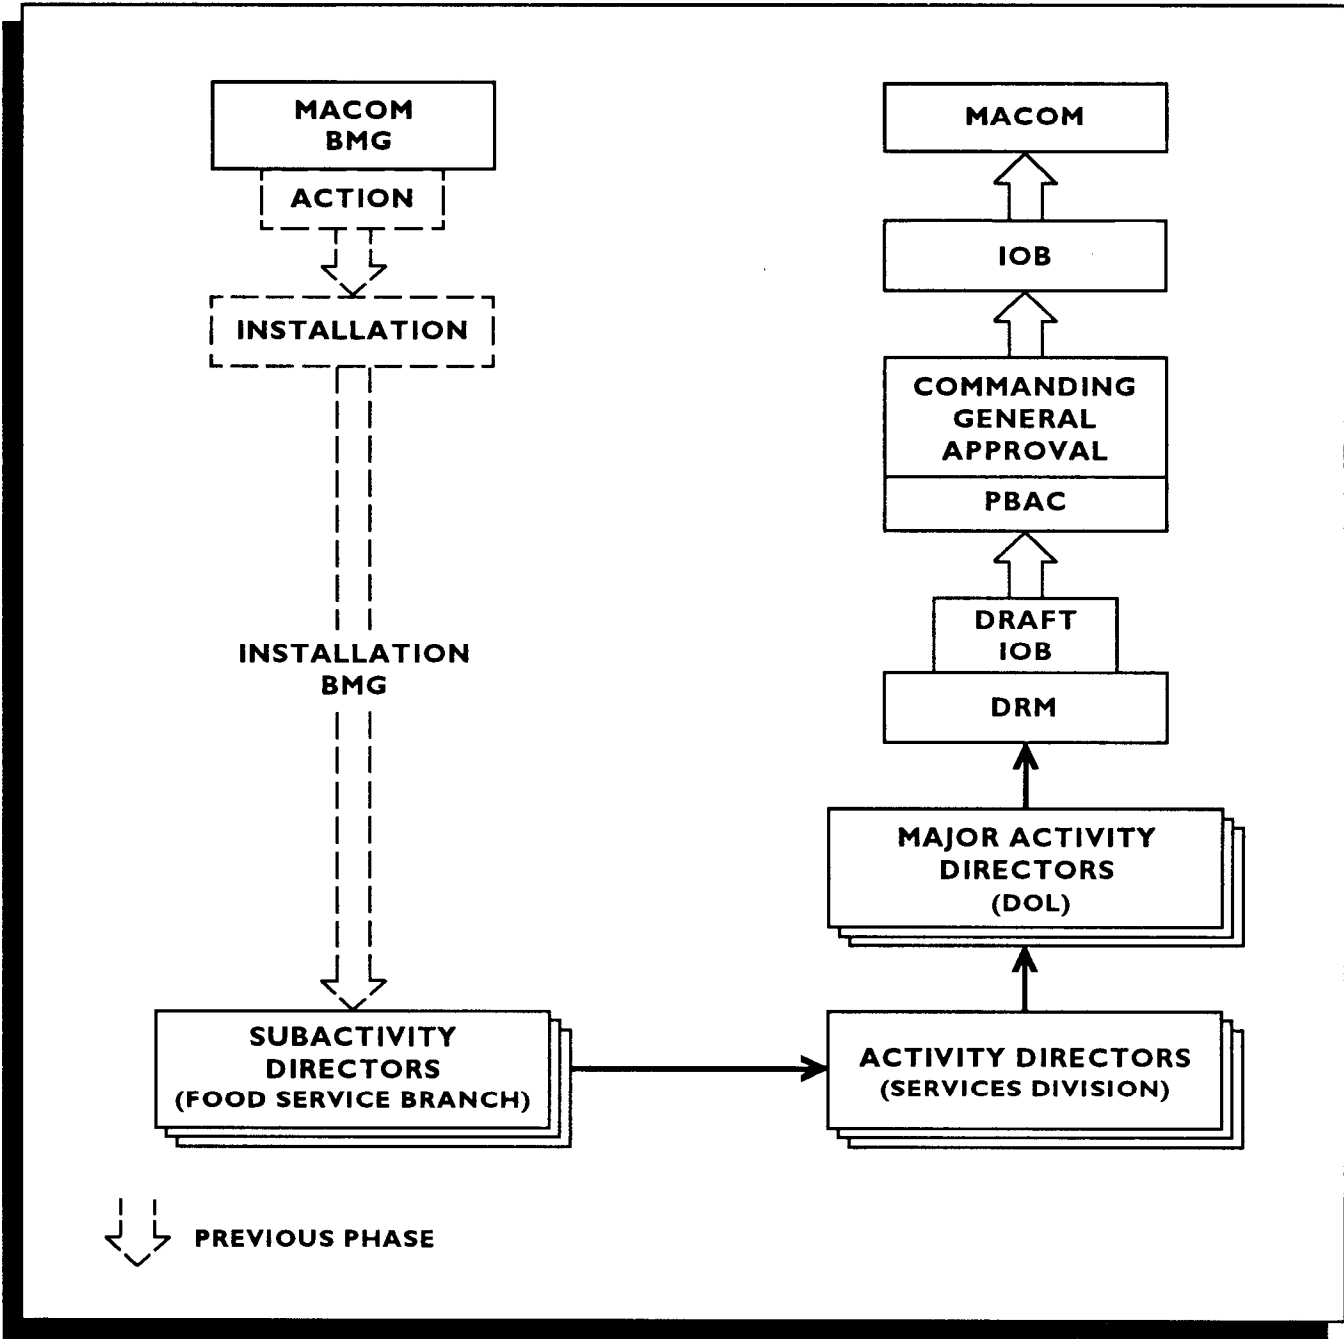 MACOM
BMG
ACTION
INSTALLATION
INSTALLATION
BMG
SUBACTIVITY
DIRECTORS
(FOOD SERVICE BRANCH)
MACOM
IOB
COMMANDING
GENERAL
APPROVAL
PBAC
DRAFT
IOB
DRM
MAJOR ACTIVITY
DIRECTORS
(DOL)
ACTIVITY DIRECTORS
(SERVICES DIVISION)
PREVIOUS PHASE